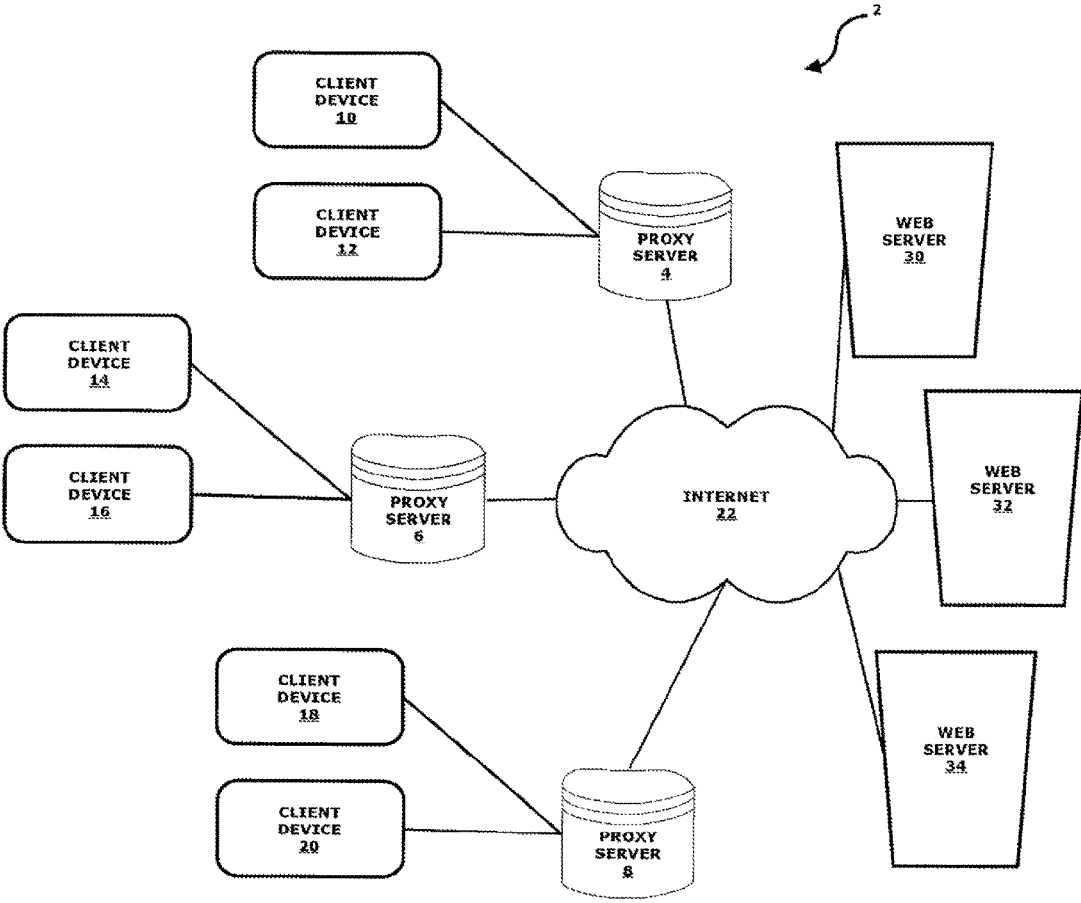 2
CLIENT
DEVICE
10
CLIENT
DEVICE
12
PROXY
SERVER
4
WEB
SERVER
30
CLIENT
DEVICE
14
CLIENT
DEVICE
16
PROXY
SERVER
6
INTERNET
22
WEB
SERVER
32
CLIENT
DEVICE
18
CLIENT
DEVICE
20
PROXY
SERVER
8
WEB
SERVER
34